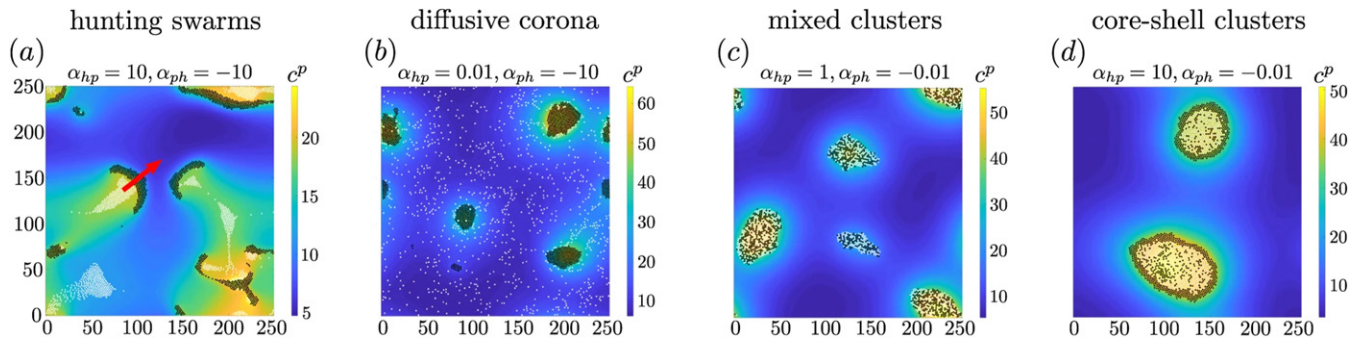 hunting swarms
diffusive corona
mixed clusters
core-shell clusters
(a)
(b)
(c)
(d)
α_hp = 10, α_ph = −10 c^p
α_hp = 0.01, α_ph = −10 c^p
α_hp = 1, α_ph = −0.01 c^p
α_hp = 10, α_ph = −0.01 c^p
250
200
150
100
50
0
0 50 100 150 200 250
20
15
10
5
0 50 100 150 200 250
60
50
40
30
20
10
0 50 100 150 200 250
50
40
30
20
10
0 50 100 150 200 250
50
40
30
20
10